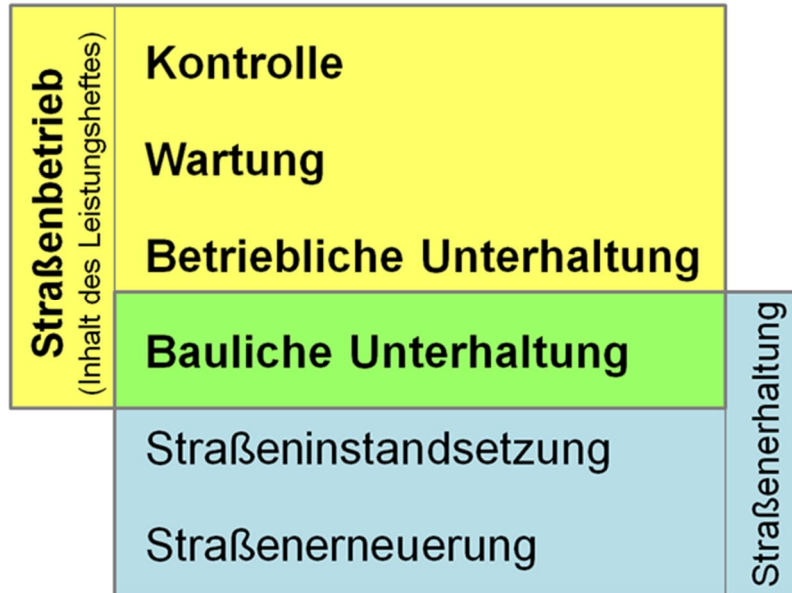 Straßenbetrieb
(Inhalt des Leistungsheftes)
Kontrolle
Wartung
Betriebliche Unterhaltung
Bauliche Unterhaltung
Straßeninstandsetzung
Straßenerneuerung
Straßenerhaltung